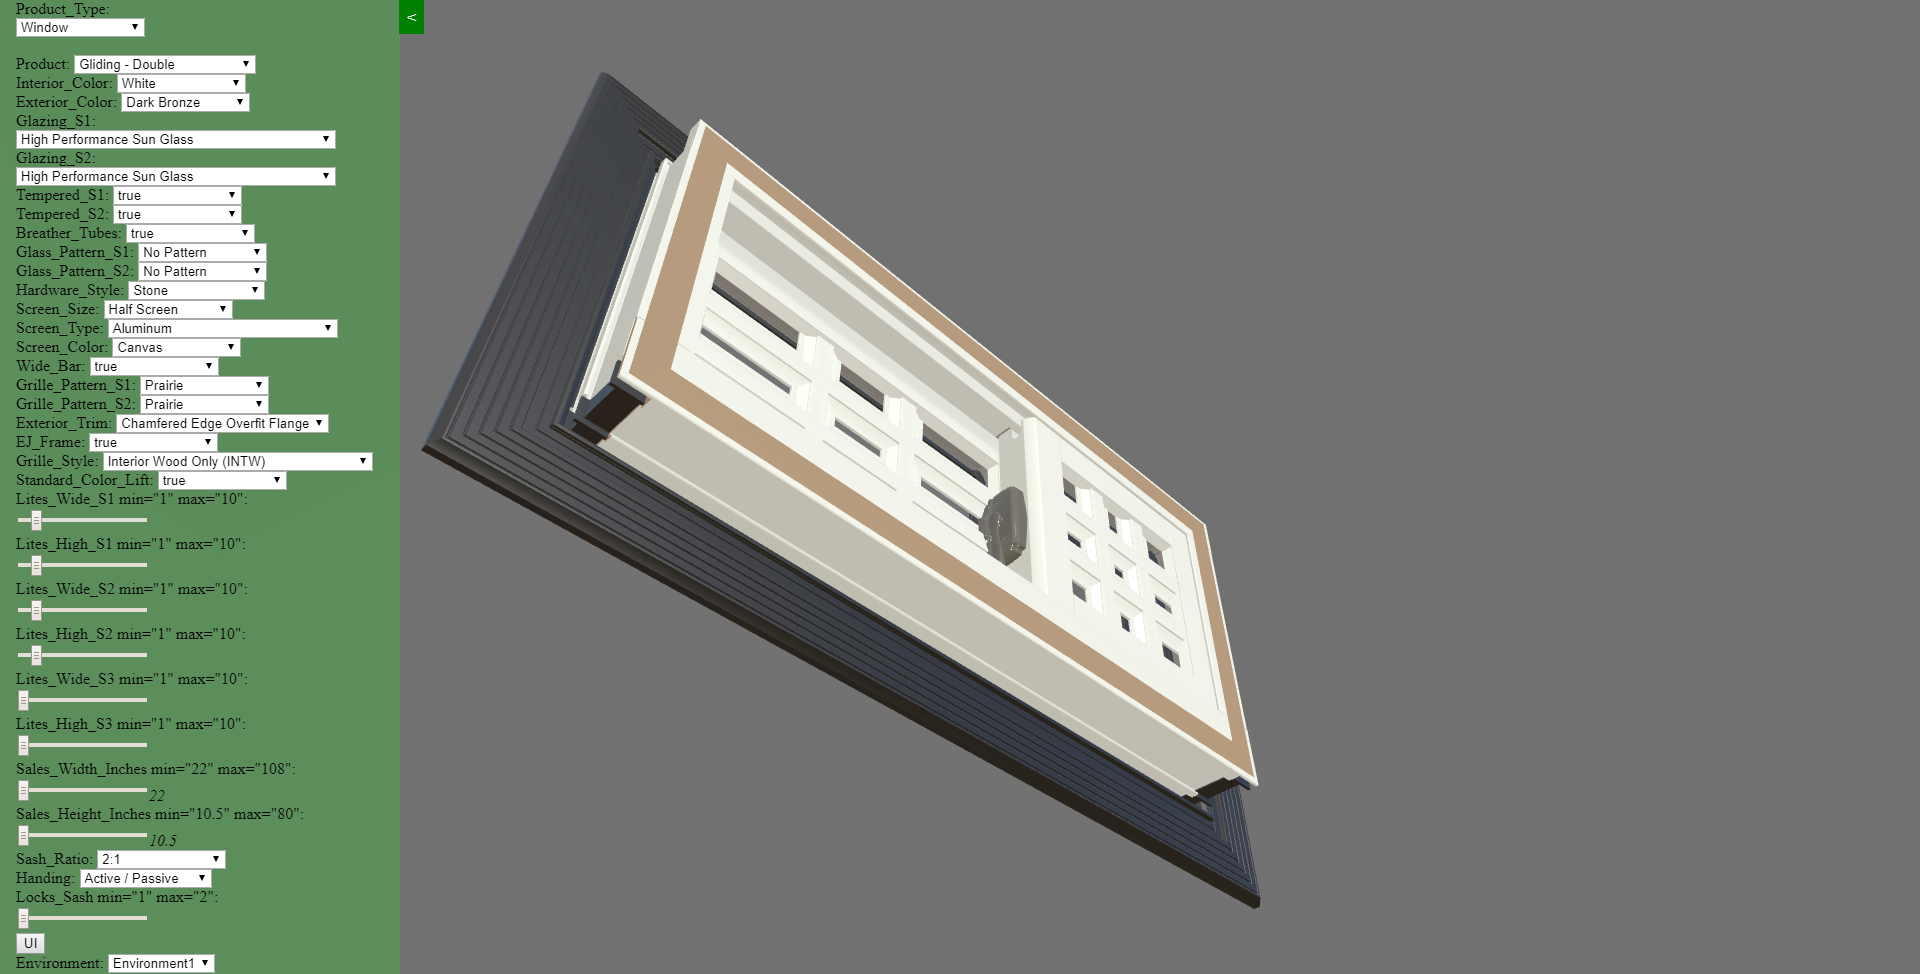 Product_Type:
Window
<
Product: Gliding - Double
Interior_Color: White
Exterior_Color: Dark Bronze
Glazing_S1:
High Performance Sun Glass
Glazing_S2:
High Performance Sun Glass
Tempered_S1: true
Tempered_S2: true
Breather_Tubes: true
Glass_Pattern_S1: No Pattern
Glass_Pattern_S2: No Pattern
Hardware_Style: Stone
Screen_Size: Half Screen
Screen_Type: Aluminum
Screen_Color: Canvas
Wide_Bar: true
Grille_Pattern_S1: Prairie
Grille_Pattern_S2: Prairie
Exterior_Trim: Chamfered Edge Overfit Flange
EJ_Frame: true
Grille_Style: Interior Wood Only (INTW)
Standard_Color_Lift: true
Lites_Wide_S1 min="1" max="10":
Lites_High_S1 min="1" max="10":
Lites_Wide_S2 min="1" max="10":
Lites_High_S2 min="1" max="10":
Lites_Wide_S3 min="1" max="10":
Lites_High_S3 min="1" max="10":
Sales_Width_Inches min="22" max="108":
22
Sales_Height_Inches min="10.5" max="80":
10.5
Sash_Ratio: 2:1
Handing: Active / Passive
Locks_Sash min="1" max="2":
UI
Environment: Environment1